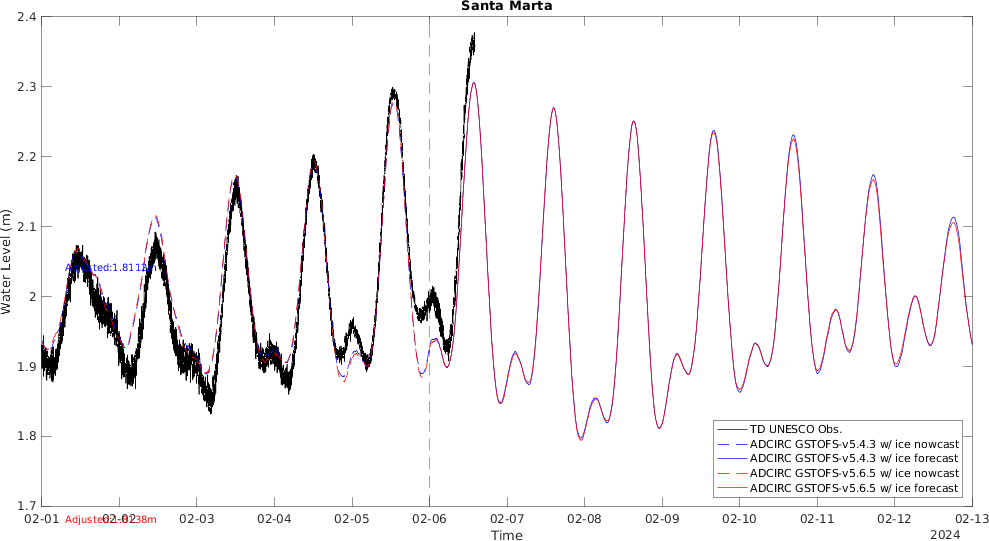 Santa Marta
2.4
2.3
2.2
2.1
2
1.9
1.8
1.7
Water Level (m)
TD UNESCO Obs.
ADCIRC GSTOFS-v5.4.3 w/ ice nowcast
ADCIRC GSTOFS-v5.4.3 w/ ice forecast
ADCIRC GSTOFS-v5.6.5 w/ ice nowcast
ADCIRC GSTOFS-v5.6.5 w/ ice forecast
02-01 02-02 02-03 02-04 02-05 02-06 02-07 02-08 02-09 02-10 02-11 02-12 02-13
Time
2024